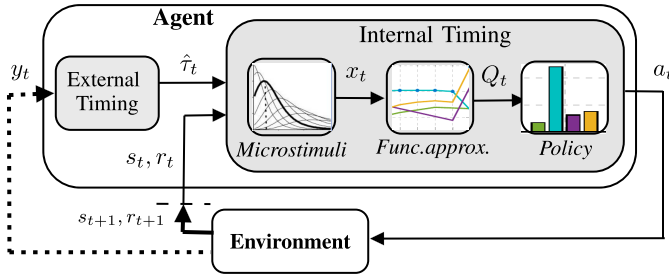 Agent
Internal Timing
y_t
External
Timing
\hat{τ}_t
x_t
Q_t
a_t
Microstimuli
Func.approx.
Policy
s_t, r_t
s_{t+1}, r_{t+1}
Environment